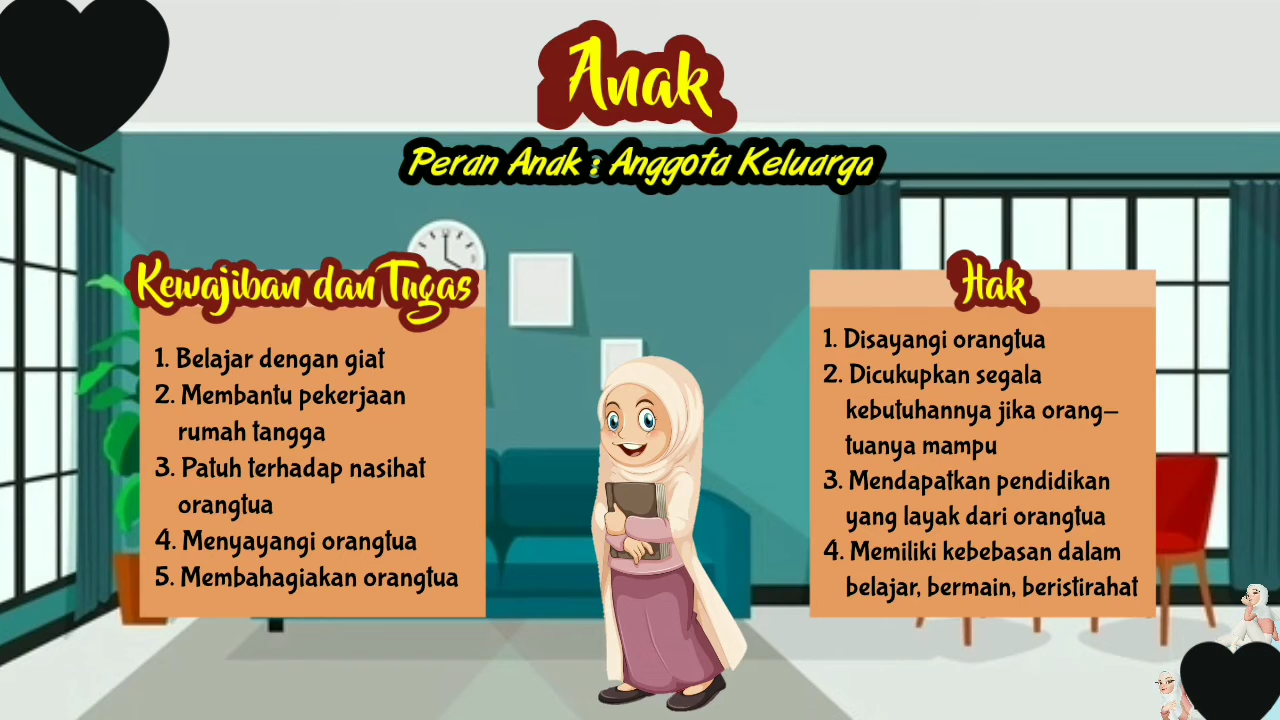 Anak
Peran Anak : Anggota Keluarga
Kewajiban dan Tugas
1. Belajar dengan giat
2. Membantu pekerjaan
rumah tangga
3. Patuh terhadap nasihat
orangtua
4. Menyayangi orangtua
5. Membahagiakan orangtua
Hak
1. Disayangi orangtua
2. Dicukupkan segala
kebutuhannya jika orang-
tuanya mampu
3. Mendapatkan pendidikan
yang layak dari orangtua
4. Memiliki kebebasan dalam
belajar, bermain, beristirahat